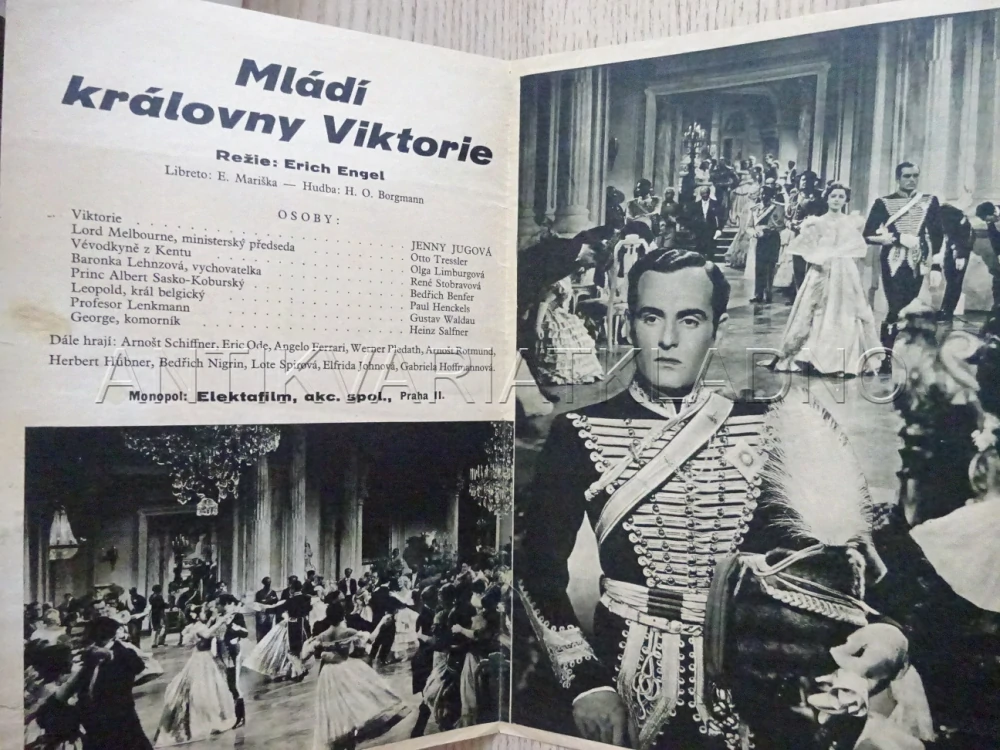 Mládí
královny Viktorie
Režie: Erich Engel
Libreto: E. Mariška — Hudba: H. O. Borgmann
OSOBY:
Viktorie . . . . . . . . . . JENNY JUGOVÁ
Lord Melbourne, ministerský předseda . . . . . Otto Tressler
Vévodkyně z Kentu . . . . . . . . Olga Limburgová
Baronka Lehnzová, vychovatelka . . . . . . René Stobravová
Princ Albert Sasko-Koburský . . . . . . Bedřich Benfer
Leopold, král belgický . . . . . . . . Paul Henckels
Profesor Lenkmann . . . . . . . . Gustav Waldau
George, komorník . . . . . . . . Heinz Salfner
Dále hrají: Arnošt Schiffner, Eric Ode, Angelo Ferrari, Werner Pledath, Arnošt Rotmund,
Herbert Hübner, Bedřich Nigrin, Lote Spirová, Elfrida Johnová, Gabriela Hoffmannová.
Monopol: Elektafilm, akc. spol., Praha II.
ANTIKVARIATKLADNO